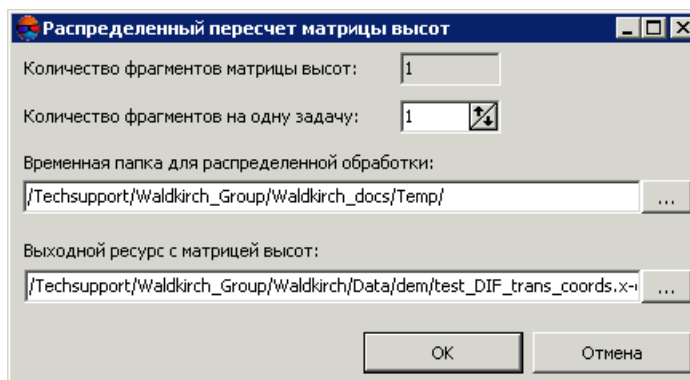 Распределенный пересчет матрицы высот
Количество фрагментов матрицы высот: 1
Количество фрагментов на одну задачу: 1
Временная папка для распределенной обработки:
/Techsupport/Waldkirch_Group/Waldkirch_docs/Temp/ ...
Выходной ресурс с матрицей высот:
/Techsupport/Waldkirch_Group/Waldkirch/Data/dem/test_DIF_trans_coords.x- ...
OK Отмена